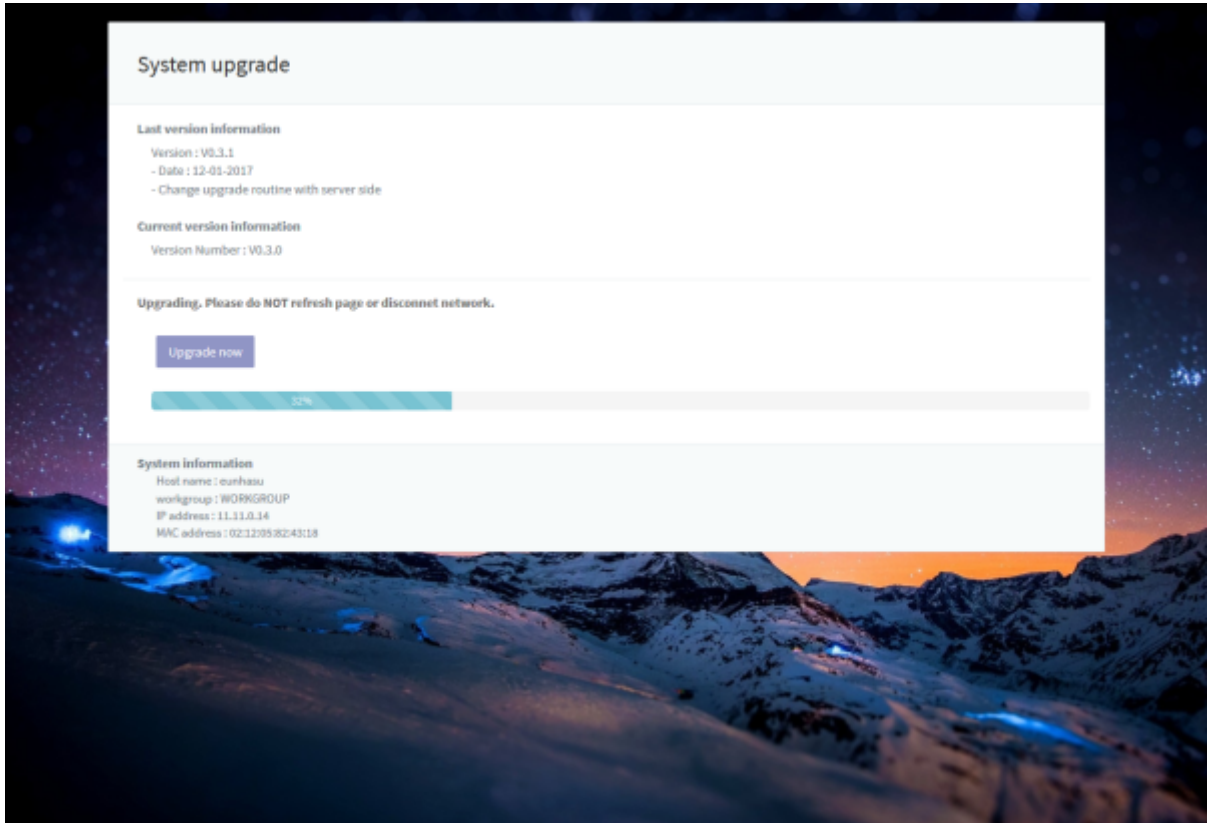 System upgrade
Last version information
Version : V0.3.1
- Date : 12-01-2017
- Change upgrade routine with server side
Current version information
Version Number : V0.3.0
Upgrading. Please do NOT refresh page or disconnet network.
Upgrade now
32%
System information
Host name : eunhasu
workgroup : WORKGROUP
IP address : 11.11.0.14
MAC address : 02:12:05:82:43:18